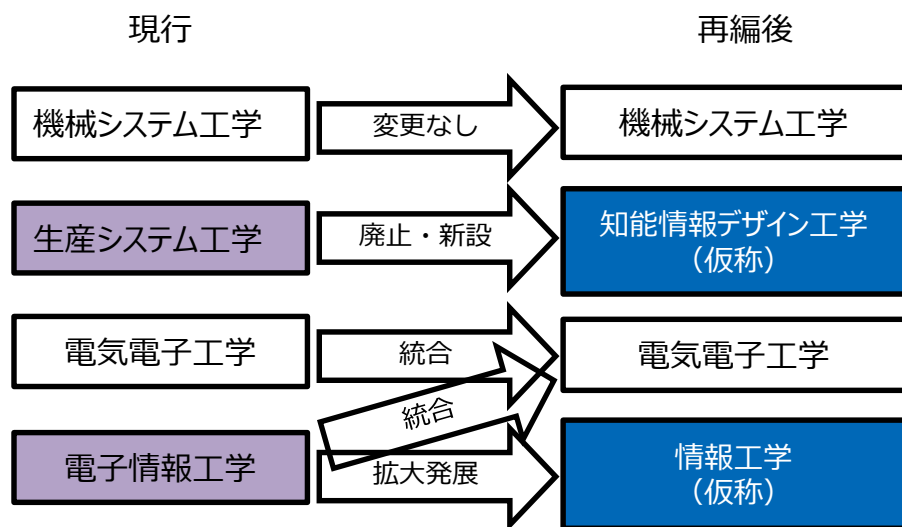 現行
再編後
機械システム工学
変更なし
機械システム工学
生産システム工学
廃止・新設
知能情報デザイン工学
（仮称）
電気電子工学
統合
電気電子工学
統合
電子情報工学
拡大発展
情報工学
（仮称）